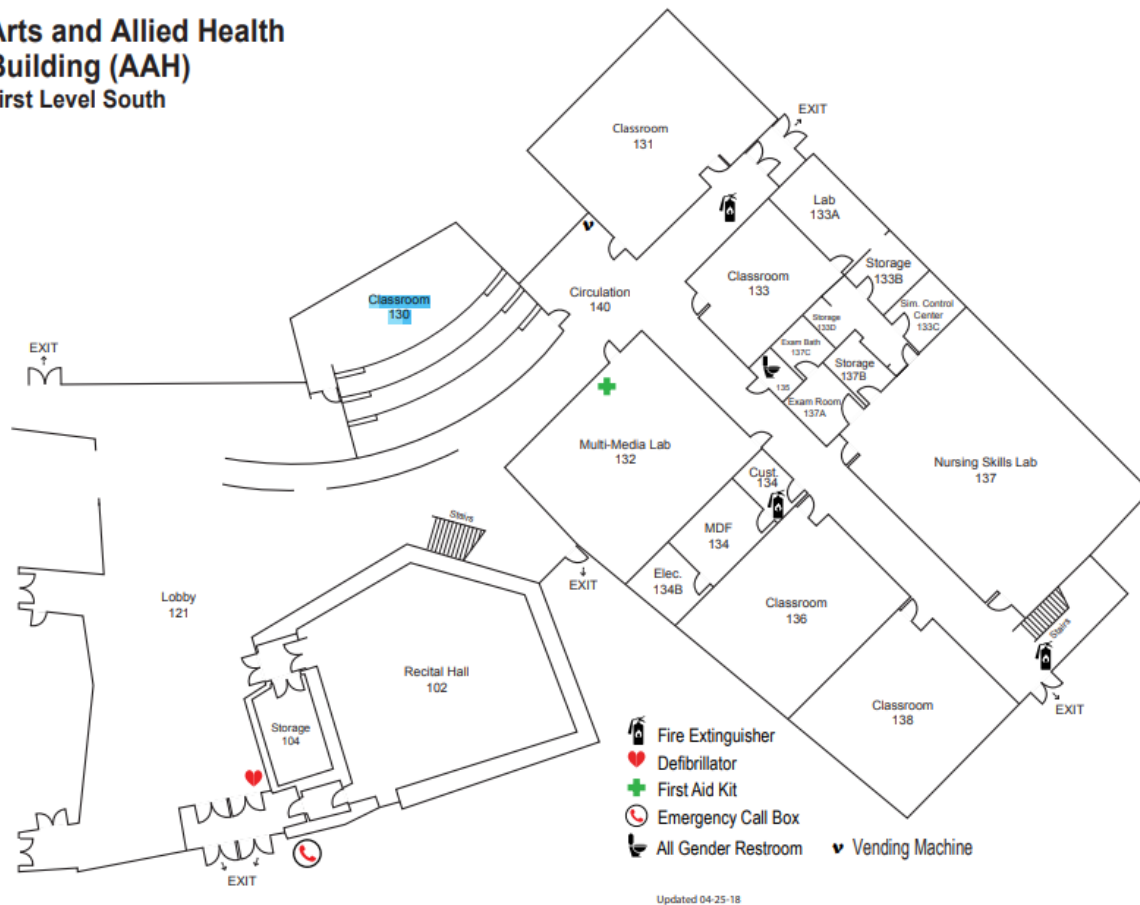 Arts and Allied Health
Building (AAH)
First Level South
Classroom
131
EXIT
Lab
133A
Storage
133B
Classroom
133
Sim. Control
Center
133C
Storage
133D
Exam Bath
137C
Storage
137B
135
Exam Room
137A
Circulation
140
Classroom
130
EXIT
Multi-Media Lab
132
Nursing Skills Lab
137
Cust.
134
MDF
134
Elec.
134B
Stairs
EXIT
Classroom
136
Lobby
121
Stairs
Recital Hall
102
Classroom
138
EXIT
Storage
104
EXIT
Fire Extinguisher
Defibrillator
First Aid Kit
Emergency Call Box
All Gender Restroom
v Vending Machine
Updated 04-25-18